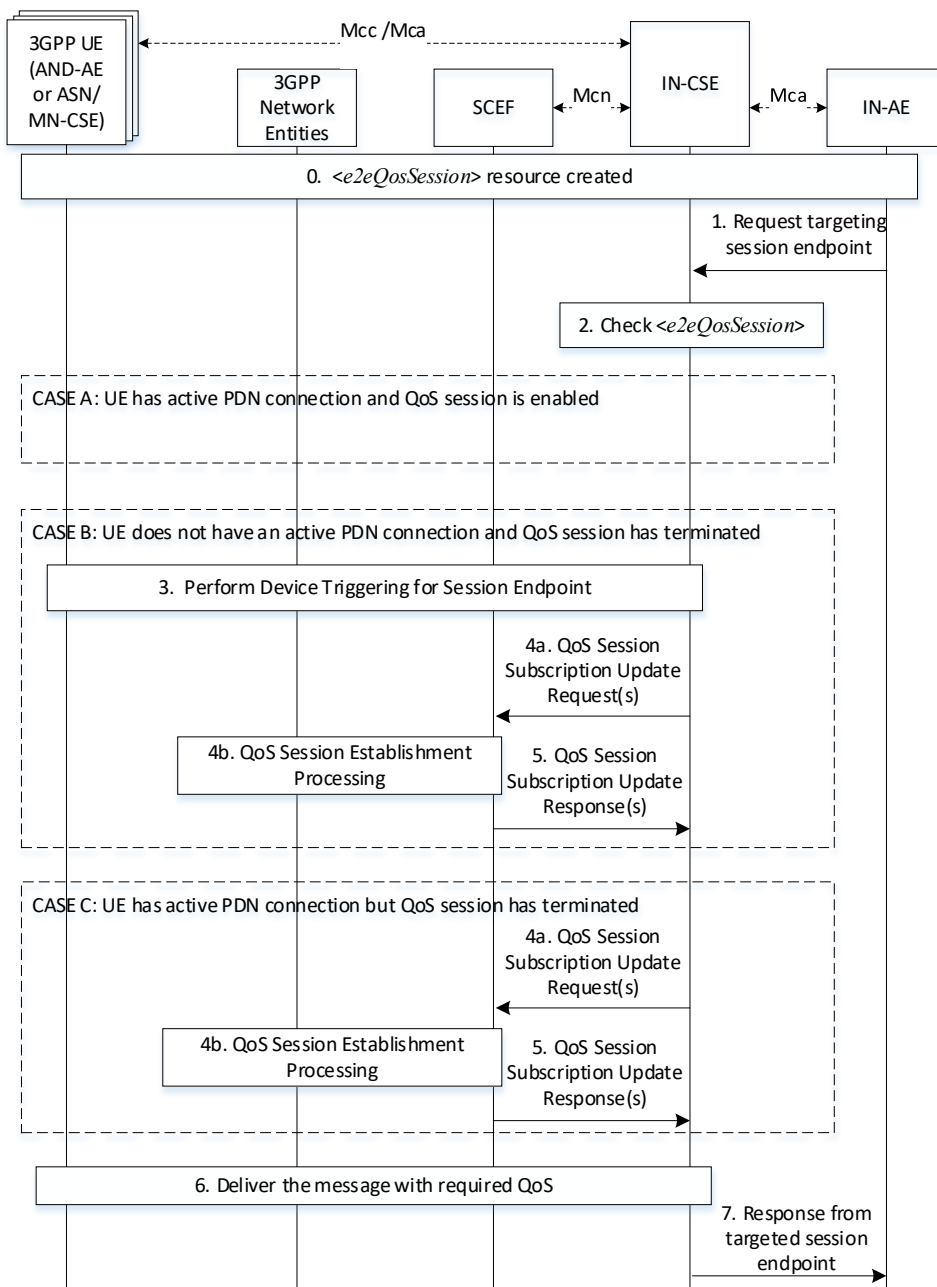 3GPP UE
(AND-AE
or ASN/
MN-CSE)
Mcc /Mca
3GPP
Network
Entities
SCEF
Mcn
IN-CSE
Mca
IN-AE
0. <e2eQosSession> resource created
1. Request targeting
session endpoint
2. Check <e2eQosSession>
CASE A: UE has active PDN connection and QoS session is enabled
CASE B: UE does not have an active PDN connection and QoS session has terminated
3. Perform Device Triggering for Session Endpoint
4a. QoS Session
Subscription Update
Request(s)
4b. QoS Session Establishment
Processing
5. QoS Session
Subscription Update
Response(s)
CASE C: UE has active PDN connection but QoS session has terminated
4a. QoS Session
Subscription Update
Request(s)
4b. QoS Session Establishment
Processing
5. QoS Session
Subscription Update
Response(s)
6. Deliver the message with required QoS
7. Response from
targeted session
endpoint